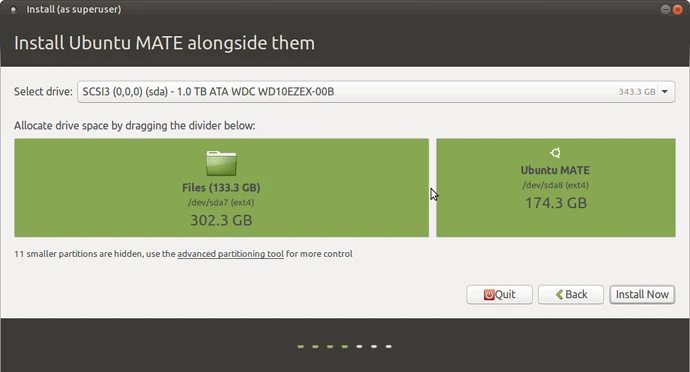 Install (as superuser)
Install Ubuntu MATE alongside them
Select drive: SCSI3 (0,0,0) (sda) - 1.0 TB ATA WDC WD10EZEX-00B 343.3 GB
Allocate drive space by dragging the divider below:
Files (133.3 GB)
/dev/sda7 (ext4)
302.3 GB
Ubuntu MATE
/dev/sda8 (ext4)
174.3 GB
11 smaller partitions are hidden, use the advanced partitioning tool for more control
Quit Back Install Now